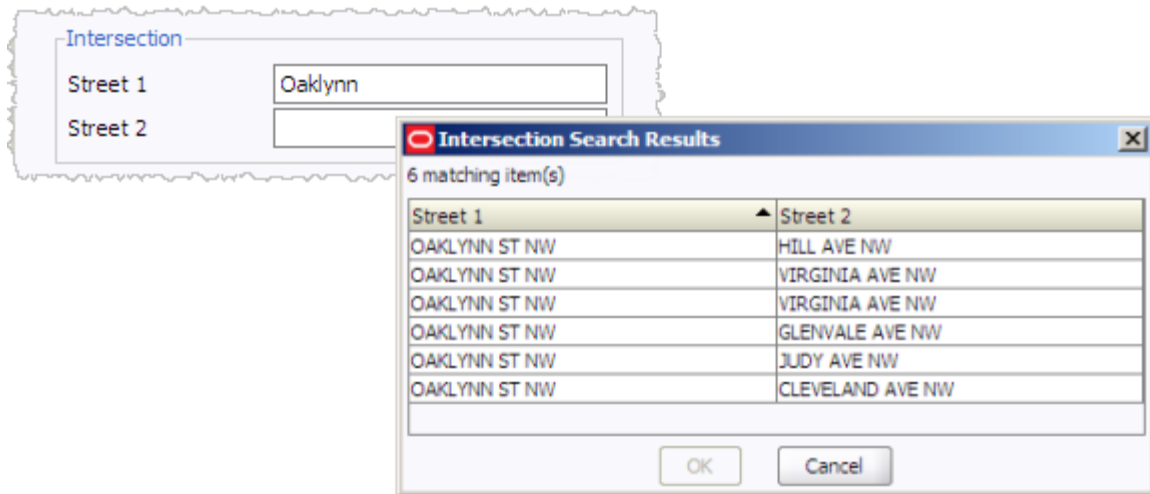 Intersection
Street 1 Oaklynn
Street 2
Intersection Search Results
6 matching item(s)
Street 1 Street 2
OAKLYNN ST NW HILL AVE NW
OAKLYNN ST NW VIRGINIA AVE NW
OAKLYNN ST NW VIRGINIA AVE NW
OAKLYNN ST NW GLENVALE AVE NW
OAKLYNN ST NW JUDY AVE NW
OAKLYNN ST NW CLEVELAND AVE NW
OK Cancel